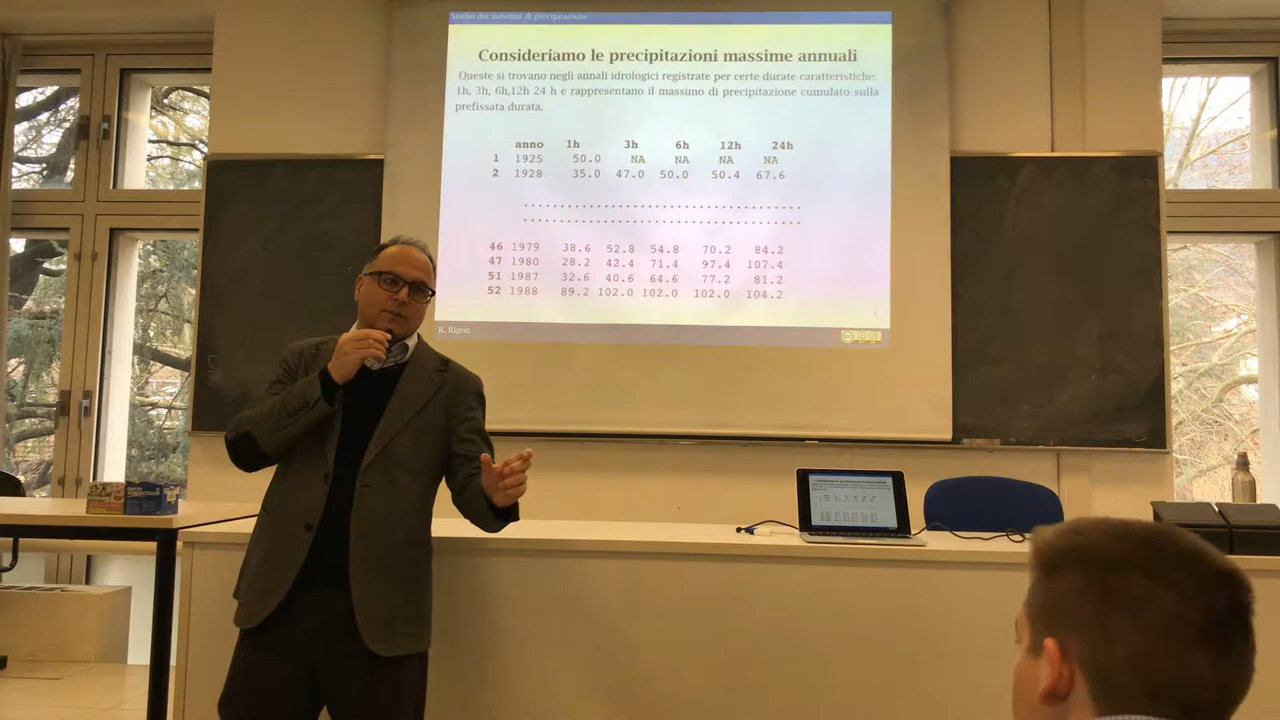 Analisi dei massimi di precipitazione
Consideriamo le precipitazioni massime annuali
Queste si trovano negli annali idrologici registrate per certe durate caratteristiche:
1h, 3h, 6h,12h 24 h e rappresentano il massimo di precipitazione cumulato sulla
prefissata durata.
anno 1h 3h 6h 12h 24h
1 1925 50.0 NA NA NA NA
2 1928 35.0 47.0 50.0 50.4 67.6
......................................
......................................
46 1979 38.6 52.8 54.8 70.2 84.2
47 1980 28.2 42.4 71.4 97.4 107.4
51 1987 32.6 40.6 64.6 77.2 81.2
52 1988 89.2 102.0 102.0 102.0 104.2
R. Rigon